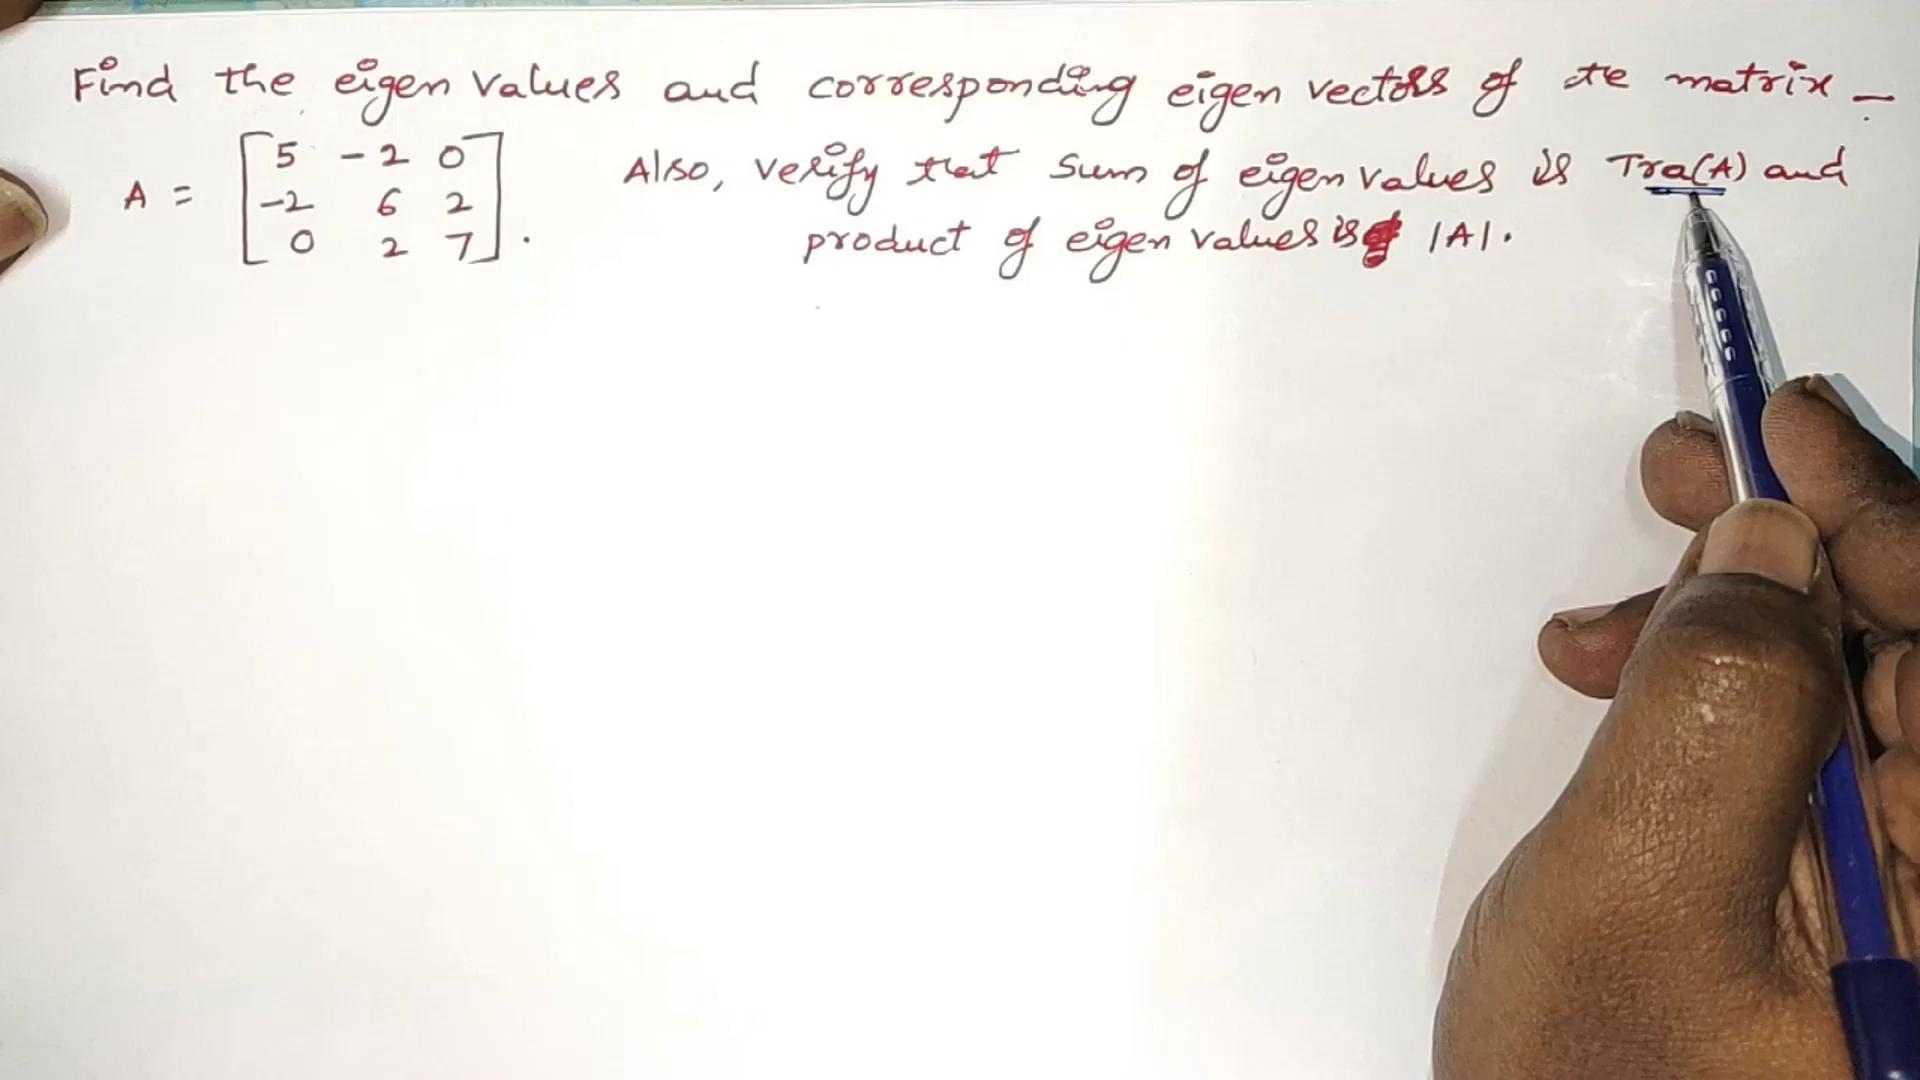 Find the eigen values and corresponding eigen vectors of the matrix -
A = [5 -2 0
-2 6 2
0 2 7].
Also, verify that sum of eigen values is Tra(A) and
product of eigen values is |A|.